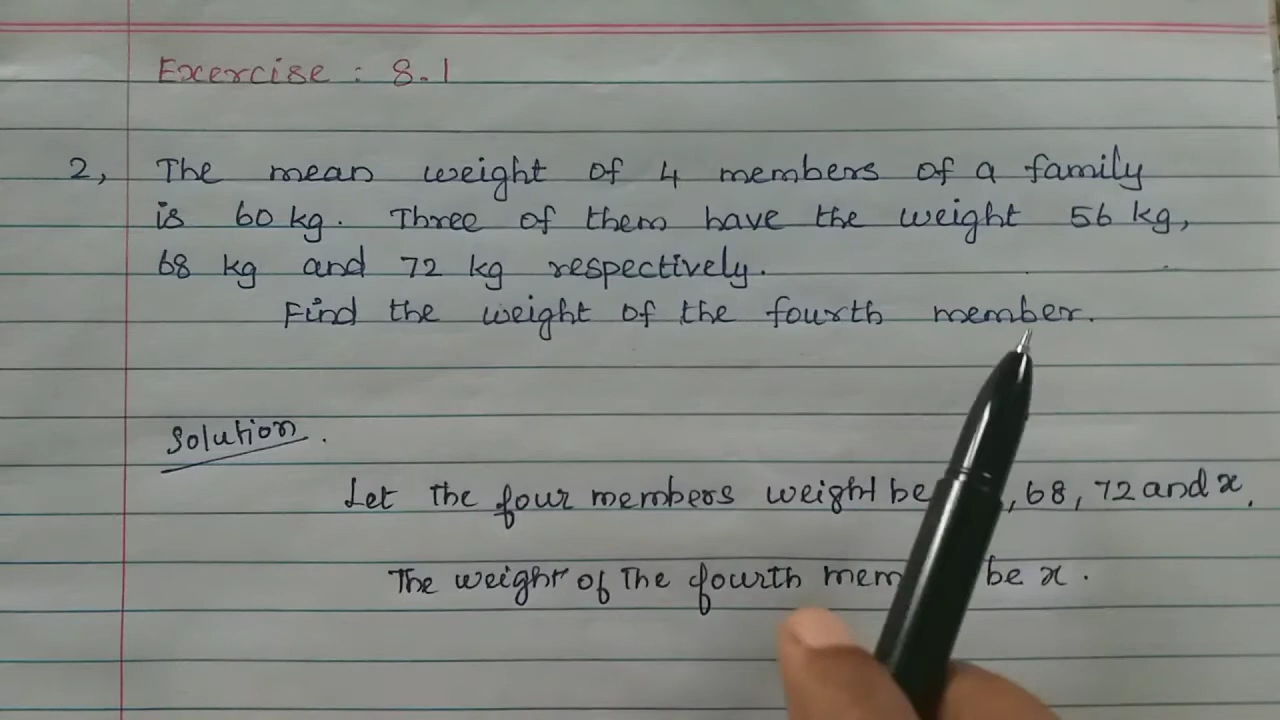 Excercise : 8.1
2, The mean weight of 4 members of a family
is 60 kg. Three of them have the weight 56 kg,
68 kg and 72 kg respectively.
Find the weight of the fourth member.
Solution.
Let the four members weight be , 68, 72 and x.
The weight of the fourth mem be x.